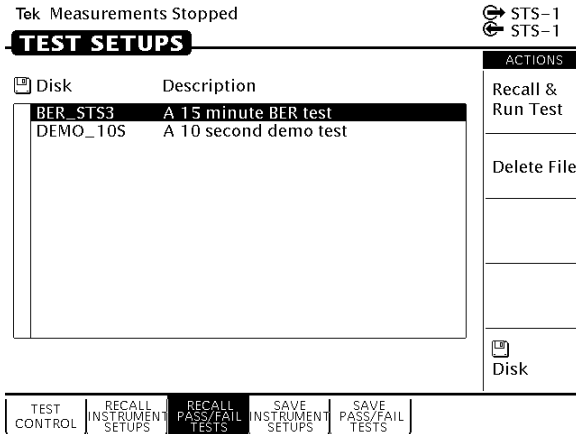 Tek Measurements Stopped
STS-1
STS-1
TEST SETUPS
ACTIONS
Disk Description
BER_STS3 A 15 minute BER test
DEMO_10S A 10 second demo test
Recall &
Run Test
Delete File
Disk
TEST
CONTROL
RECALL
INSTRUMENT
SETUPS
RECALL
PASS/FAIL
TESTS
SAVE
INSTRUMENT
SETUPS
SAVE
PASS/FAIL
TESTS